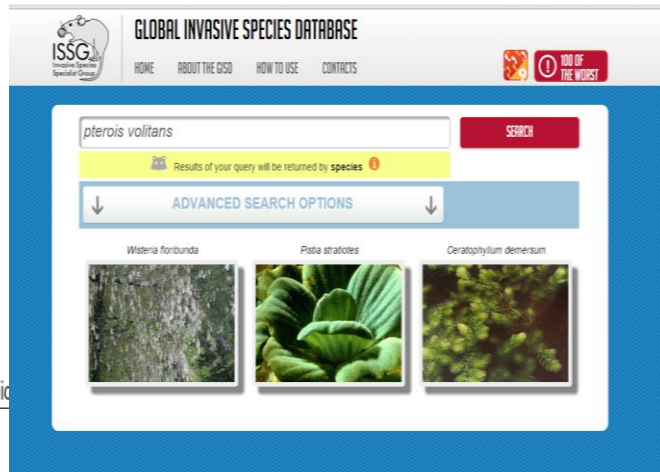 GLOBAL INVASIVE SPECIES DATABASE
ISSG
Invasive Species
Specialist Group
HOME ABOUT THE GISD HOW TO USE CONTACTS
100 OF
THE WORST
pterois volitans
SEARCH
Results of your query will be returned by species
ADVANCED SEARCH OPTIONS
Wisteria floribunda Pistia stratiotes Ceratophyllum demersum